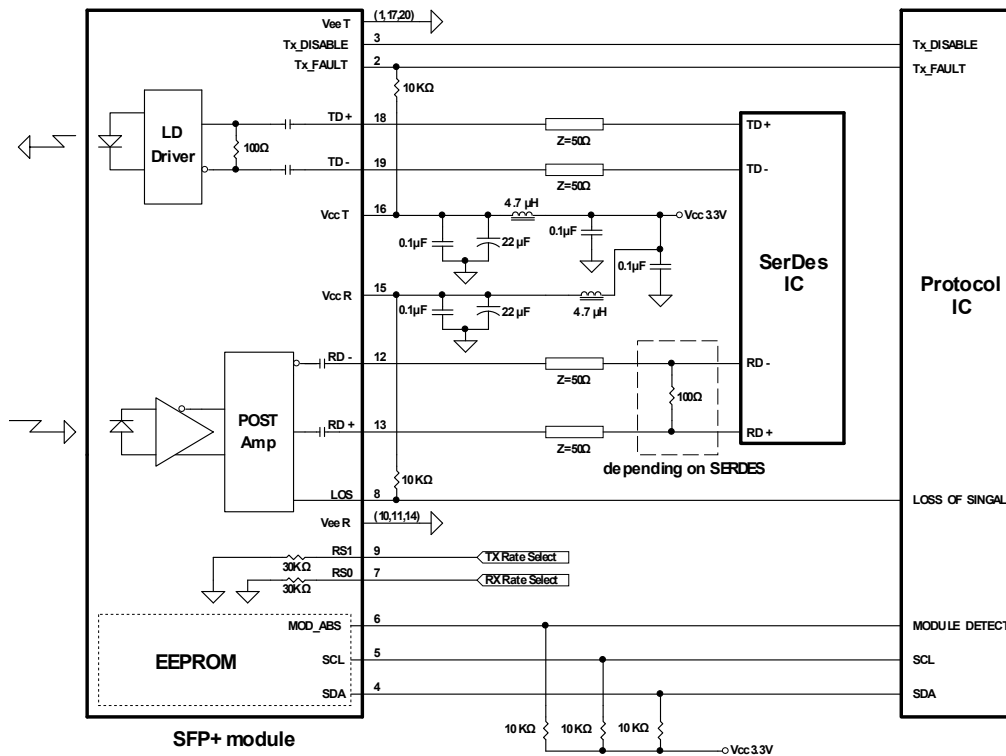 Vee T
(1,17,20)
Tx_DISABLE
3
Tx_DISABLE
Tx_FAULT
2
Tx_FAULT
10 KΩ
LD
Driver
100Ω
TD +
18
Z=50Ω
TD +
TD -
19
Z=50Ω
TD -
Vcc T
16
4.7 µH
Vcc 3.3V
0.1µF
22 µF
0.1µF
0.1µF
SerDes
IC
Protocol
IC
Vcc R
15
0.1µF
22 µF
4.7 µH
RD -
12
Z=50Ω
RD -
100Ω
POST
Amp
RD +
13
Z=50Ω
RD +
depending on SERDES
10 KΩ
LOS
8
LOSS OF SINGAL
Vee R
(10,11,14)
RS1
9
TX Rate Select
30KΩ
RS0
7
RX Rate Select
30KΩ
MOD_ABS
6
MODULE DETECT
EEPROM
SCL
5
SCL
SDA
4
SDA
10 KΩ
10 KΩ
10 KΩ
SFP+ module
Vcc 3.3V